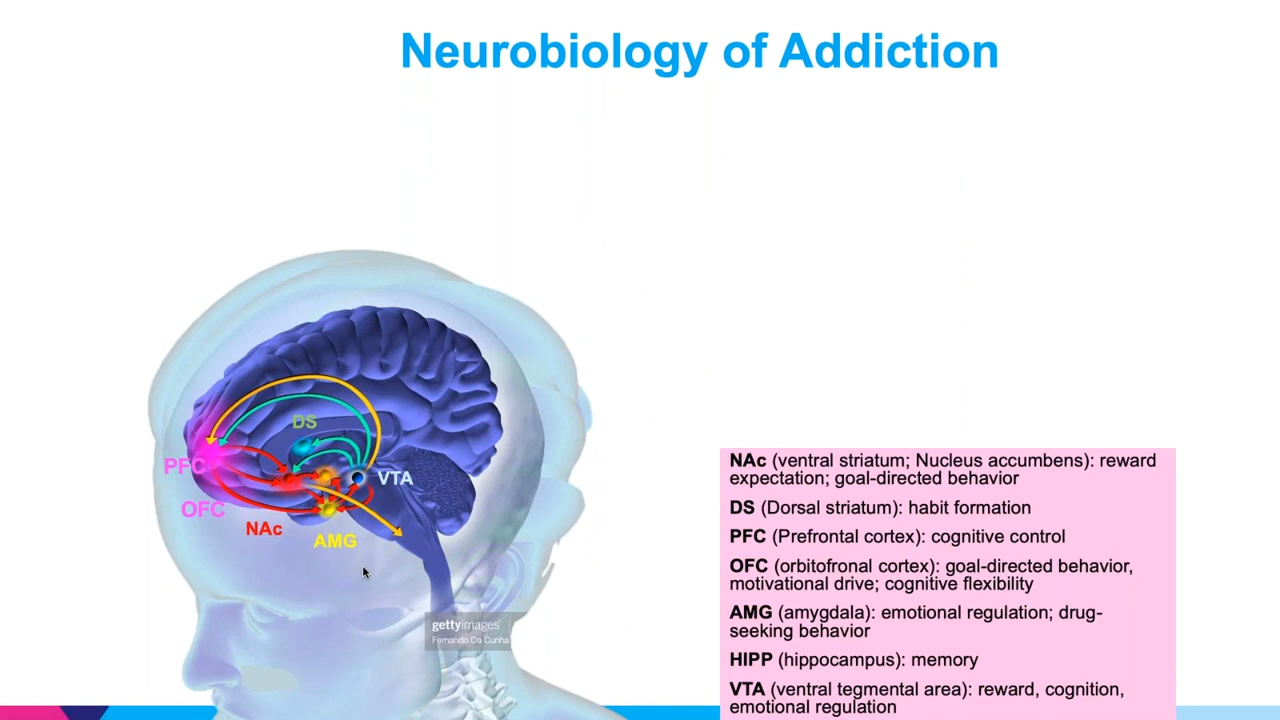 Neurobiology of Addiction
DS
PFC
VTA
OFC
NAc
AMG
gettyimages
Fernando Da Cunha
NAc (ventral striatum; Nucleus accumbens): reward
expectation; goal-directed behavior
DS (Dorsal striatum): habit formation
PFC (Prefrontal cortex): cognitive control
OFC (orbitofronal cortex): goal-directed behavior,
motivational drive; cognitive flexibility
AMG (amygdala): emotional regulation; drug-
seeking behavior
HIPP (hippocampus): memory
VTA (ventral tegmental area): reward, cognition,
emotional regulation